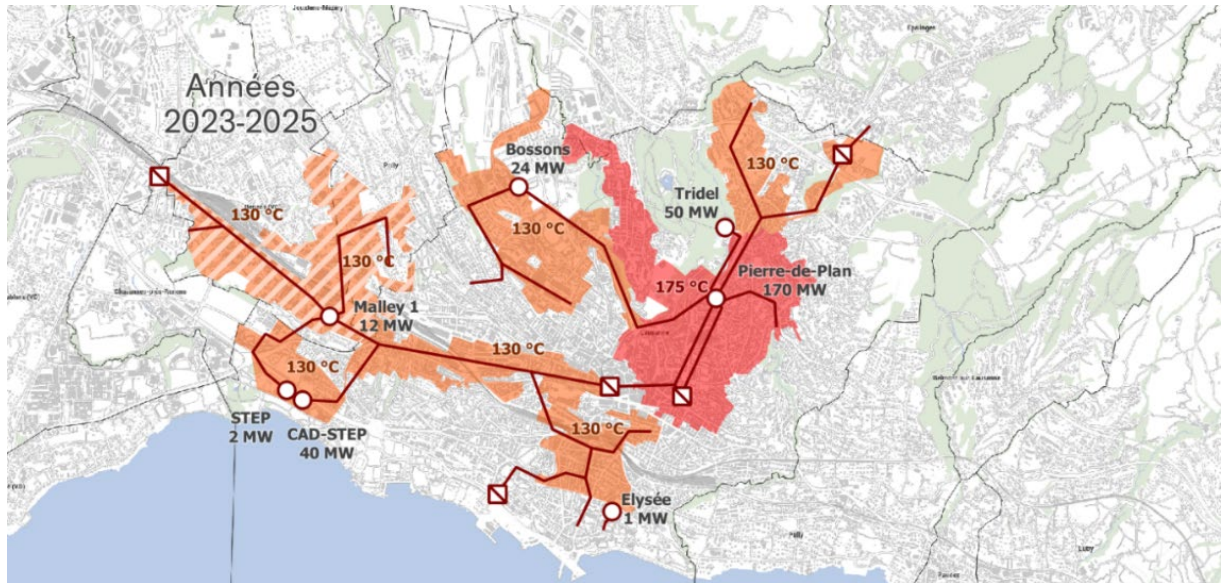 Années
2023-2025
Bossons
24 MW
Tridel
50 MW
130 °C
130 °C
130 °C
130 °C
175 °C
Pierre-de-Plan
170 MW
Malley 1
12 MW
130 °C
130 °C
STEP
2 MW
CAD-STEP
40 MW
130 °C
Elysée
1 MW